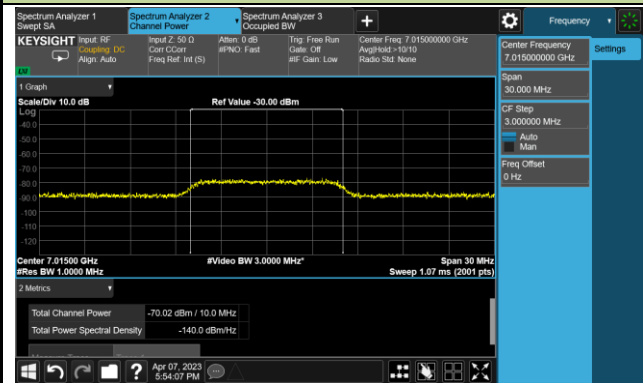 Spectrum Analyzer 1
Swept SA
Spectrum Analyzer 2
Channel Power
Spectrum Analyzer 3
Occupied BW
Frequency
KEYSIGHT
Input: RF
Coupling: DC
Align: Auto
Input Z: 50 Ω
Corr CCorr
Freq Ref: Int (S)
Atten: 0 dB
#PNO: Fast
Trig: Free Run
Gate: Off
#IF Gain: Low
Center Freq: 7.015000000 GHz
Avg|Hold:>10/10
Radio Std: None
Center Frequency
7.015000000 GHz
Settings
Span
30.000 MHz
CF Step
3.000000 MHz
Auto
Man
Freq Offset
0 Hz
1 Graph
Scale/Div 10.0 dB
Ref Value -30.00 dBm
Log
-40.0
-50.0
-60.0
-70.0
-80.0
-90.0
-100
-110
-120
Center 7.01500 GHz
#Video BW 3.0000 MHz*
Span 30 MHz
#Res BW 1.0000 MHz
Sweep 1.07 ms (2001 pts)
2 Metrics
Total Channel Power
-70.02 dBm / 10.0 MHz
Total Power Spectral Density
-140.0 dBm/Hz
Apr 07, 2023
5:54:07 PM